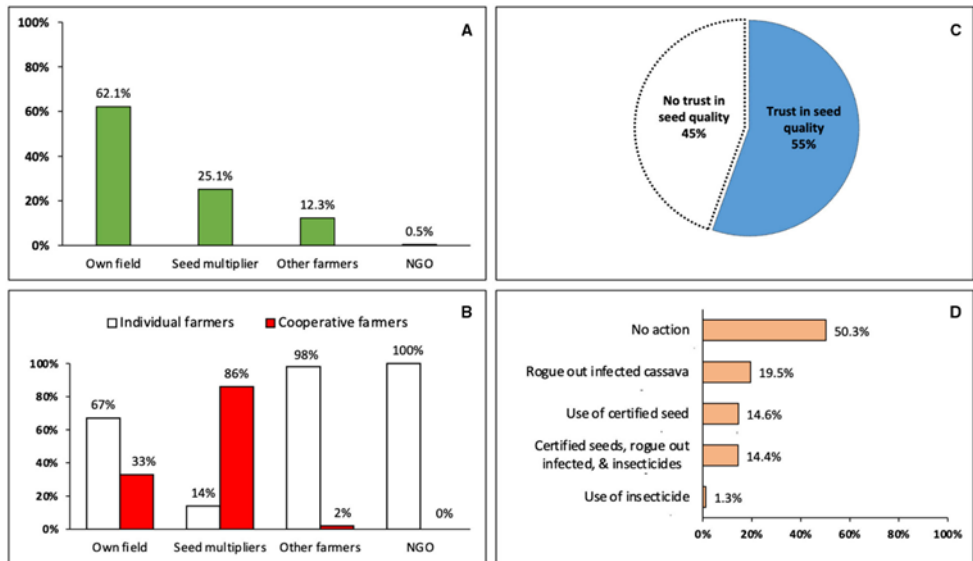 A
100%
80%
60%
40%
20%
0%
62.1%
25.1%
12.3%
0.5%
Own field
Seed multiplier
Other farmers
NGO
B
Individual farmers
Cooperative farmers
100%
80%
60%
40%
20%
0%
67%
33%
14%
86%
98%
2%
100%
0%
Own field
Seed multipliers
Other farmers
NGO
C
No trust in
seed quality
45%
Trust in seed
quality
55%
D
No action
50.3%
Rogue out infected cassava
19.5%
Use of certified seed
14.6%
Certified seeds, rogue out
infected, & insecticides
14.4%
Use of insecticide
1.3%
0%
20%
40%
60%
80%
100%